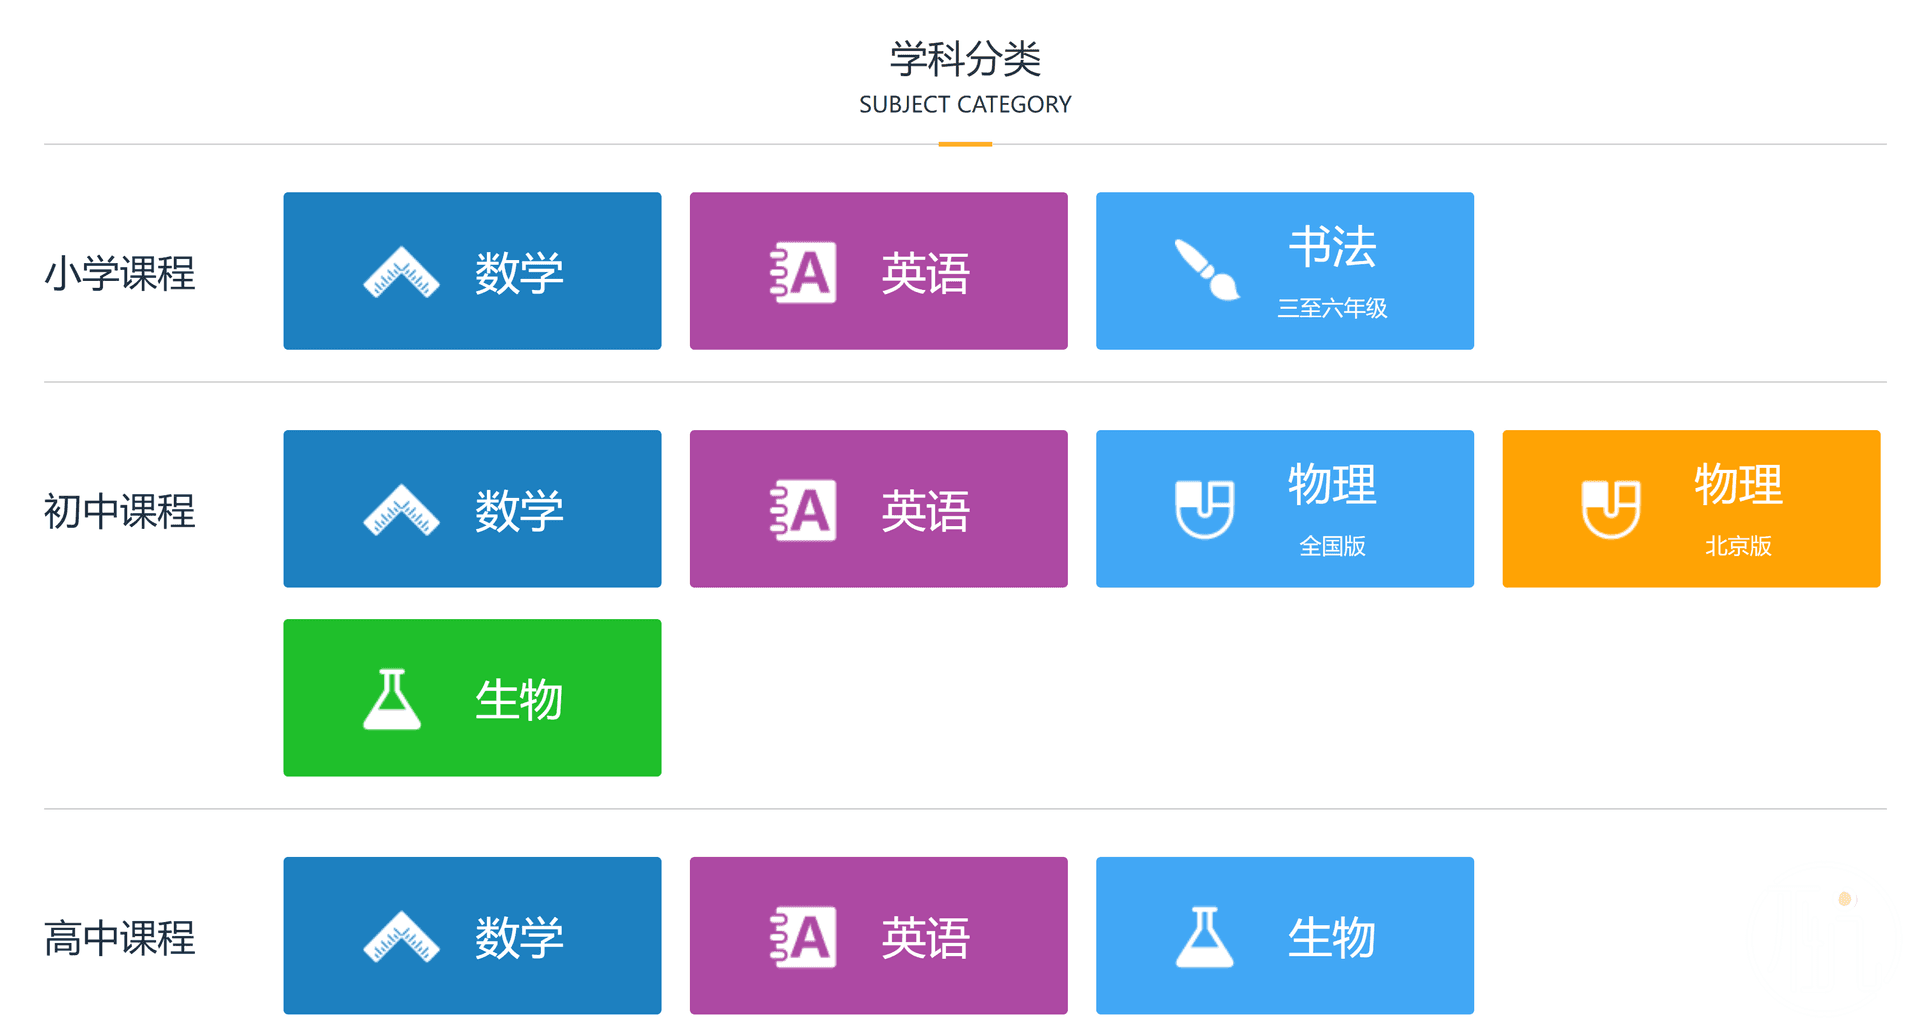 学科分类
SUBJECT CATEGORY
小学课程
数学
英语
书法
三至六年级
初中课程
数学
英语
物理
全国版
物理
北京版
生物
高中课程
数学
英语
生物